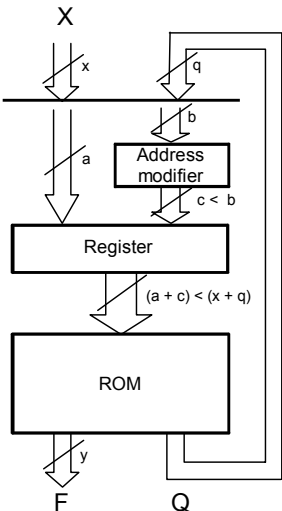 X
x
q
b
a
Address
modifier
c < b
Register
(a + c) < (x + q)
ROM
y
F Q